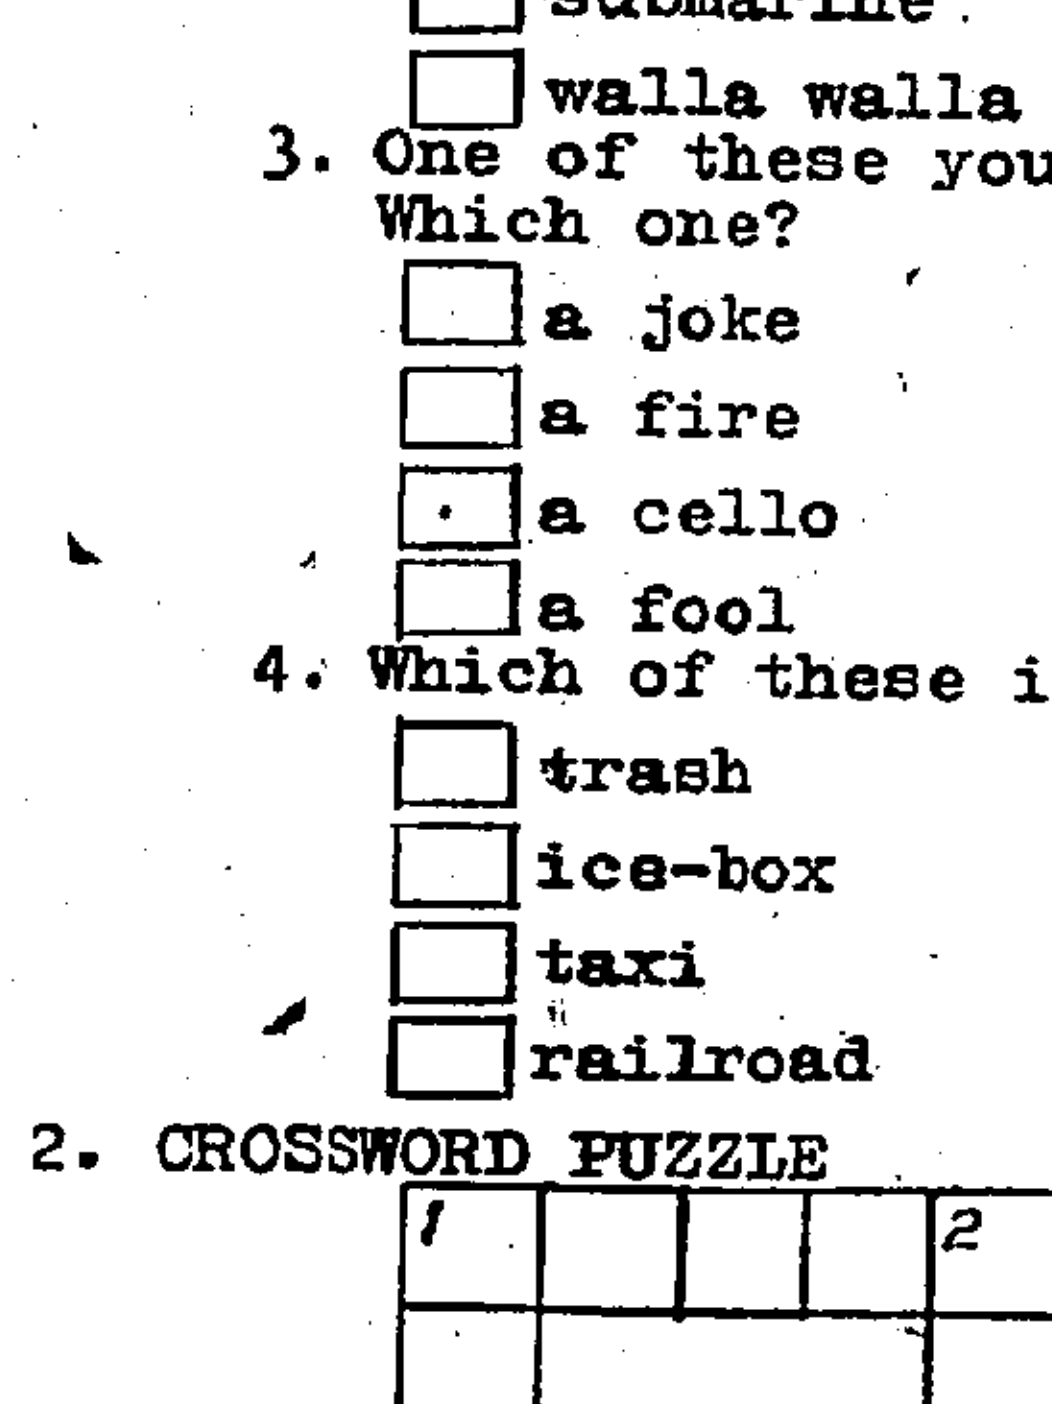 submarine
walla walla
3. One of these you
Which one?
a joke
a fire
a cello
a fool
4. Which of these i
trash
ice-box
taxi
railroad
2. CROSSWORD PUZZLE
1 2